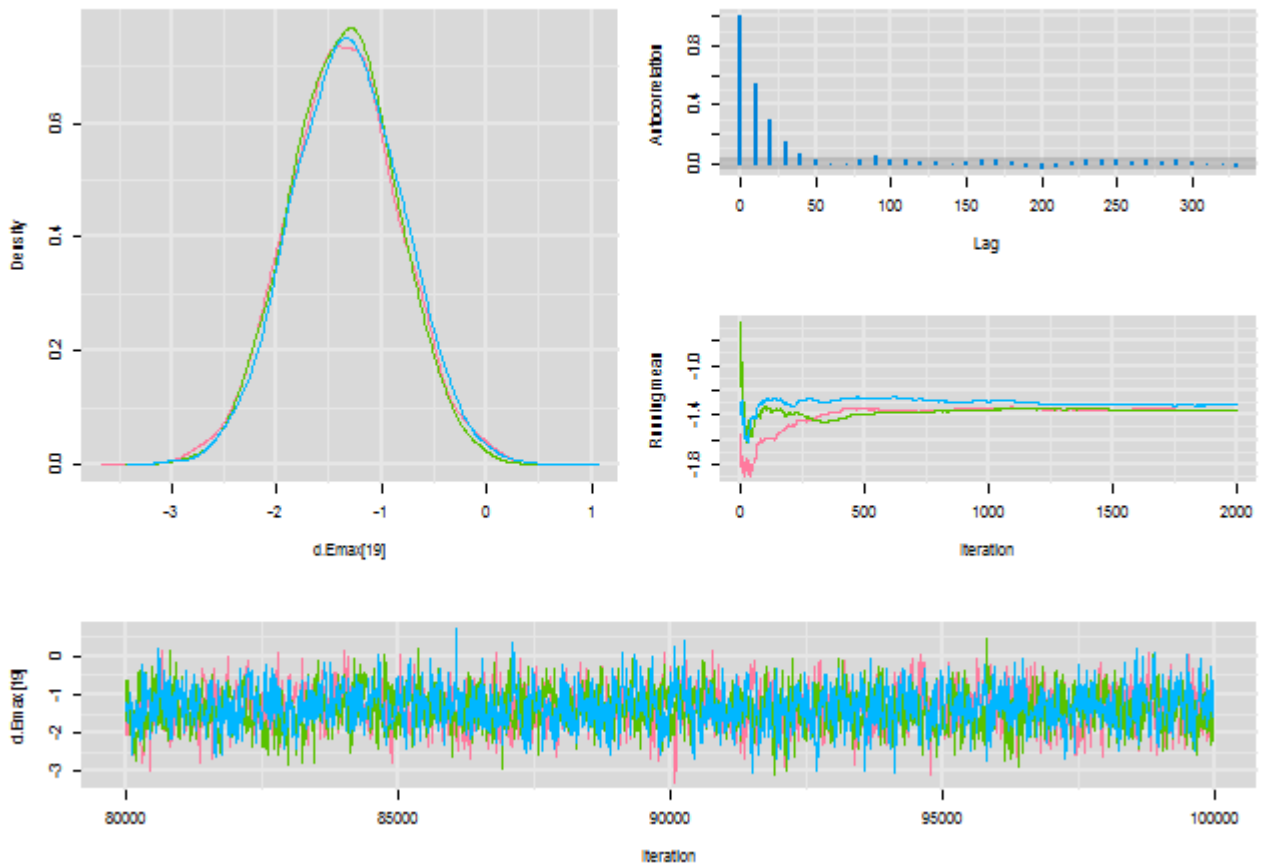 Density
0.0 0.2 0.4 0.6
-3 -2 -1 0 1
d.Emax[19]
Autocorrelation
0.0 0.4 0.8
0 50 100 150 200 250 300
Lag
Running mean
-1.8 -1.4 -1.0
0 500 1000 1500 2000
Iteration
d.Emax[19]
0
-1
-2
-3
80000 85000 90000 95000 100000
Iteration